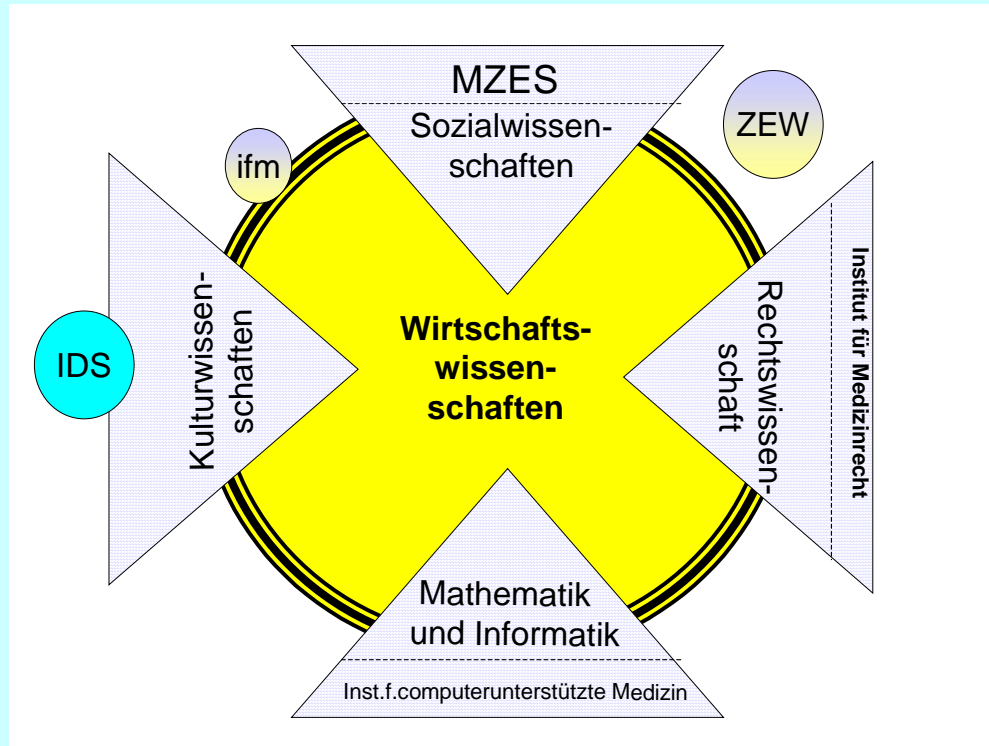 MZES
Sozialwissen-
schaften
ZEW
ifm
IDS
Kulturwissen-
schaften
Wirtschafts-
wissen-
schaften
Rechtswissen-
schaft
Institut für Medizinrecht
Mathematik
und Informatik
Inst.f.computerunterstützte Medizin